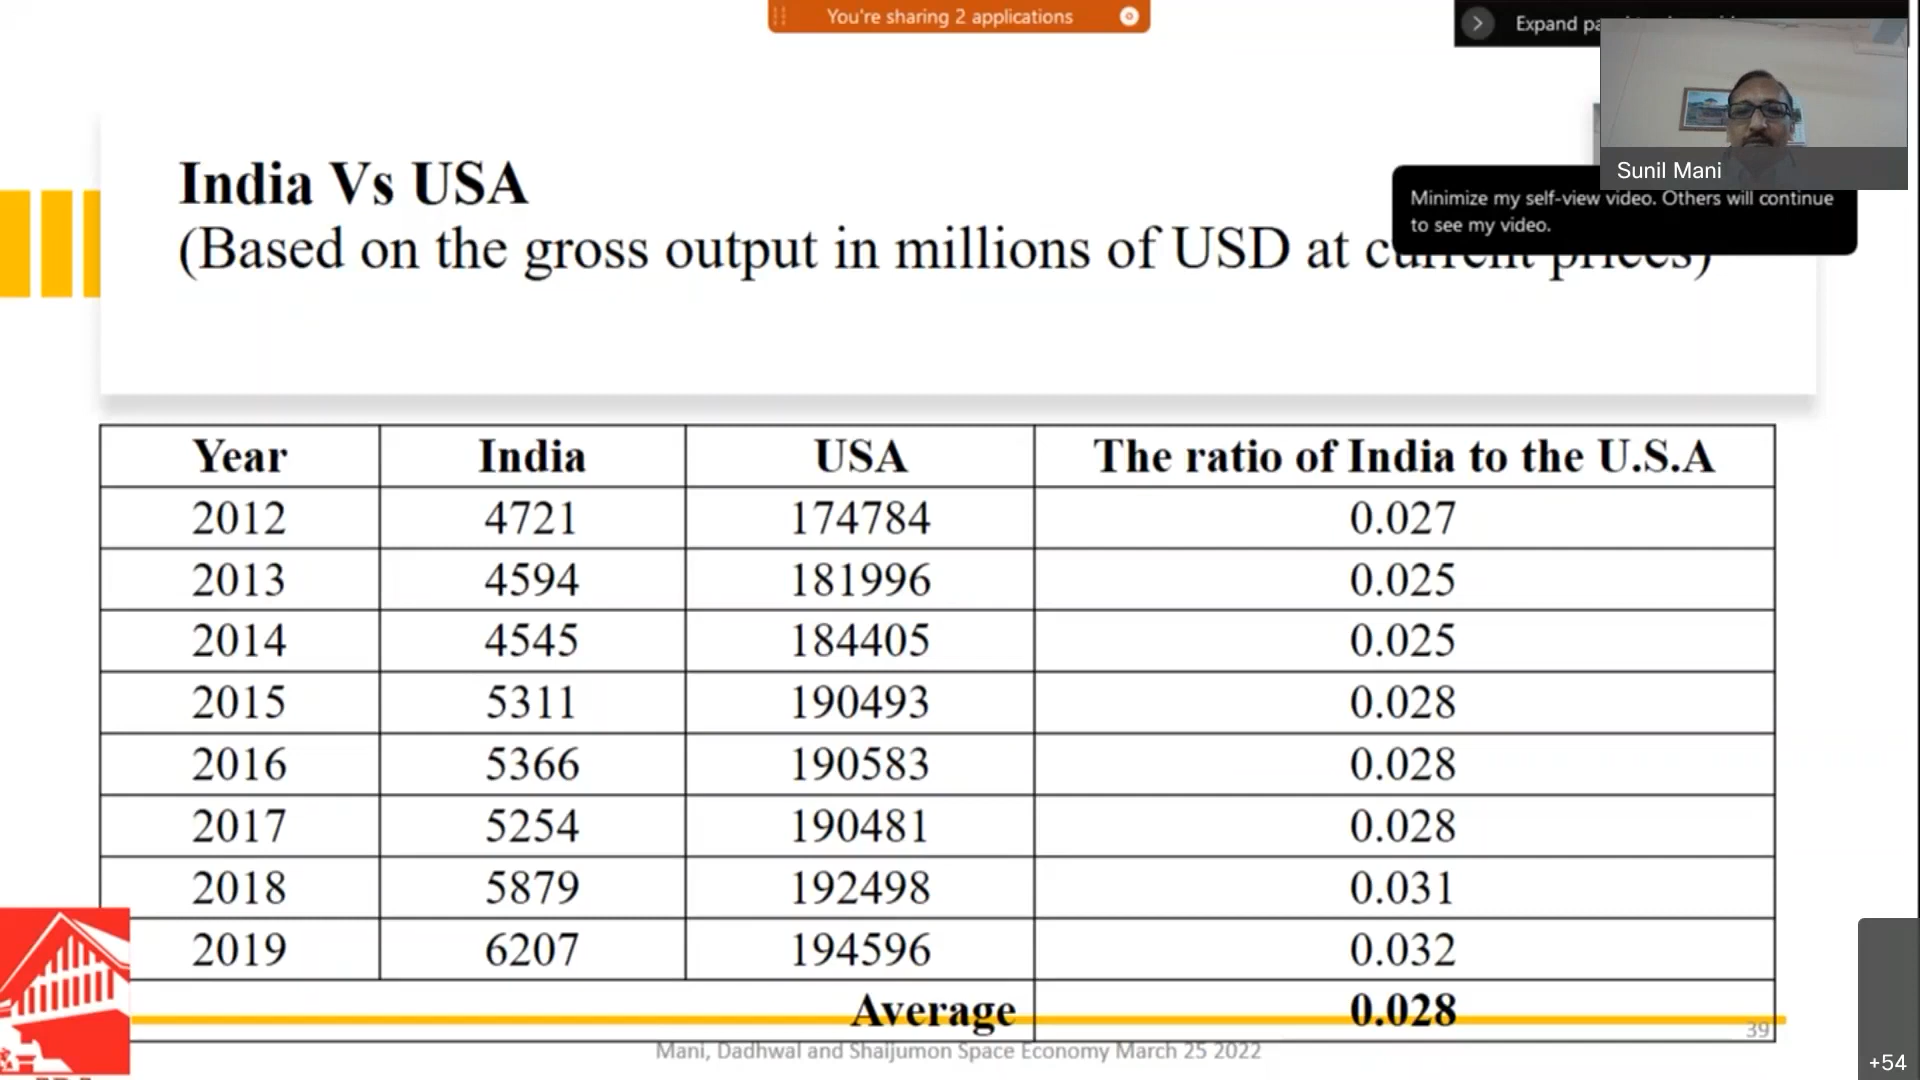 You're sharing 2 applications
Expand pa
Sunil Mani
Minimize my self-view video. Others will continue
to see my video.
India Vs USA
(Based on the gross output in millions of USD at current prices)
Year India USA The ratio of India to the U.S.A
2012 4721 174784 0.027
2013 4594 181996 0.025
2014 4545 184405 0.025
2015 5311 190493 0.028
2016 5366 190583 0.028
2017 5254 190481 0.028
2018 5879 192498 0.031
2019 6207 194596 0.032
Average 0.028
39
Mani, Dadhwal and Shaijumon Space Economy March 25 2022
+54